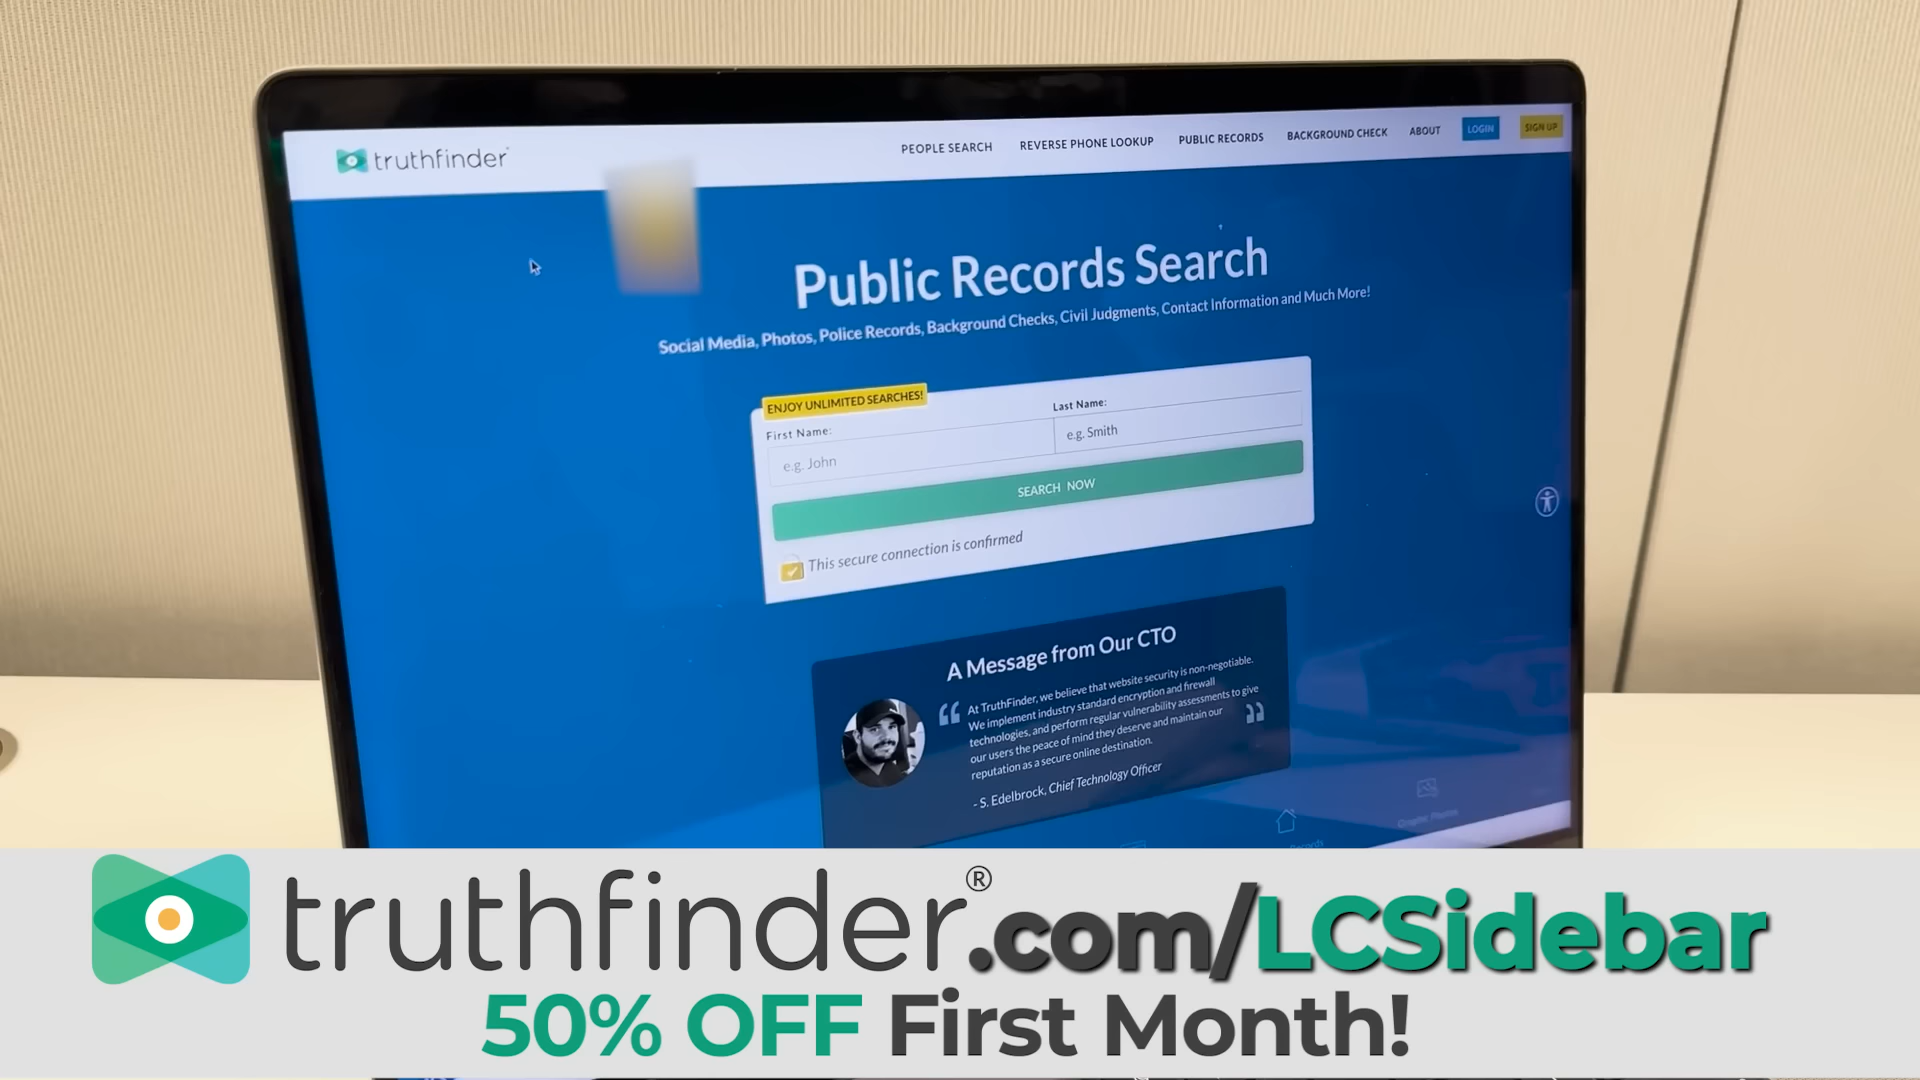 truthfinder
PEOPLE SEARCH
REVERSE PHONE LOOKUP
PUBLIC RECORDS
BACKGROUND CHECK
ABOUT
LOGIN
SIGN UP
Public Records Search
Social Media, Photos, Police Records, Background Checks, Civil Judgments, Contact Information and Much More!
ENJOY UNLIMITED SEARCHES!
First Name:
Last Name:
e.g. John
e.g. Smith
SEARCH NOW
This secure connection is confirmed
A Message from Our CTO
“ At TruthFinder, we believe that website security is non-negotiable.
We implement industry standard encryption and firewall
technologies, and perform regular vulnerability assessments to give
our users the peace of mind they deserve and maintain our
reputation as a secure online destination. ”
- S. Edelbrock, Chief Technology Officer
Records
Photos
truthfinder®.com/LCSidebar
50% OFF First Month!